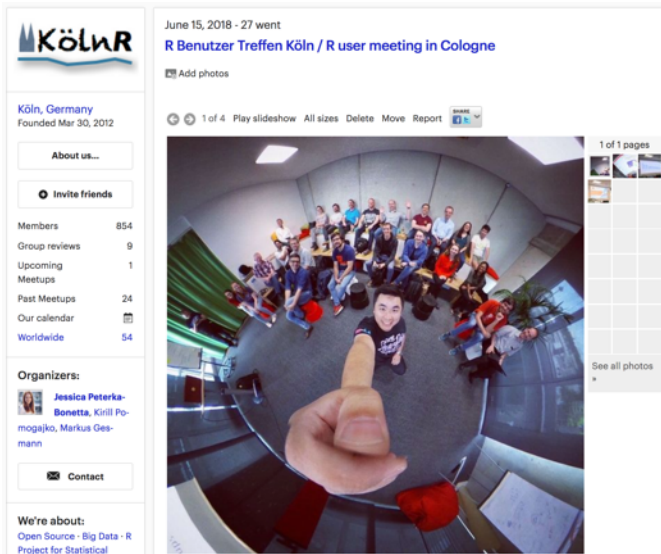 KölnR
Köln, Germany
Founded Mar 30, 2012
About us...
Invite friends
Members 854
Group reviews 9
Upcoming
Meetups 1
Past Meetups 24
Our calendar
Worldwide 54
Organizers:
Jessica Peterka-
Bonetta, Kirill Po-
mogajko, Markus Ges-
mann
Contact
We're about:
Open Source · Big Data · R
Project for Statistical
June 15, 2018 - 27 went
R Benutzer Treffen Köln / R user meeting in Cologne
Add photos
1 of 4 Play slideshow All sizes Delete Move Report SHARE
1 of 1 pages
See all photos
»